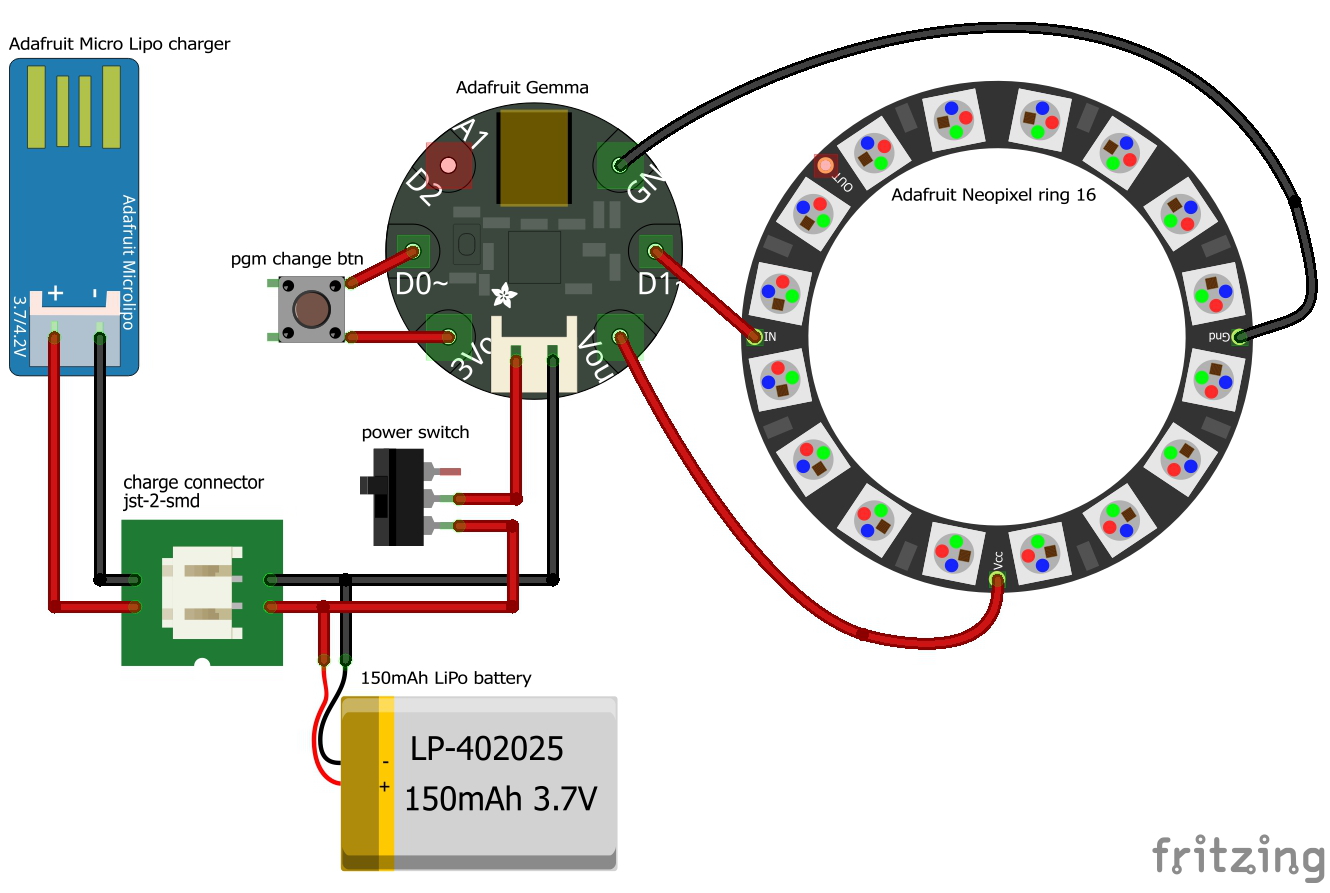 Adafruit Micro Lipo charger
Adafruit Microlipo
+ -
3.7/4.2V
Adafruit Gemma
A1
D2
GN
D0~
D1~
3Vo
Vou
pgm change btn
OUT
Adafruit Neopixel ring 16
IN
Gnd
Vcc
power switch
charge connector
jst-2-smd
150mAh LiPo battery
-
+
LP-402025
150mAh 3.7V
fritzing